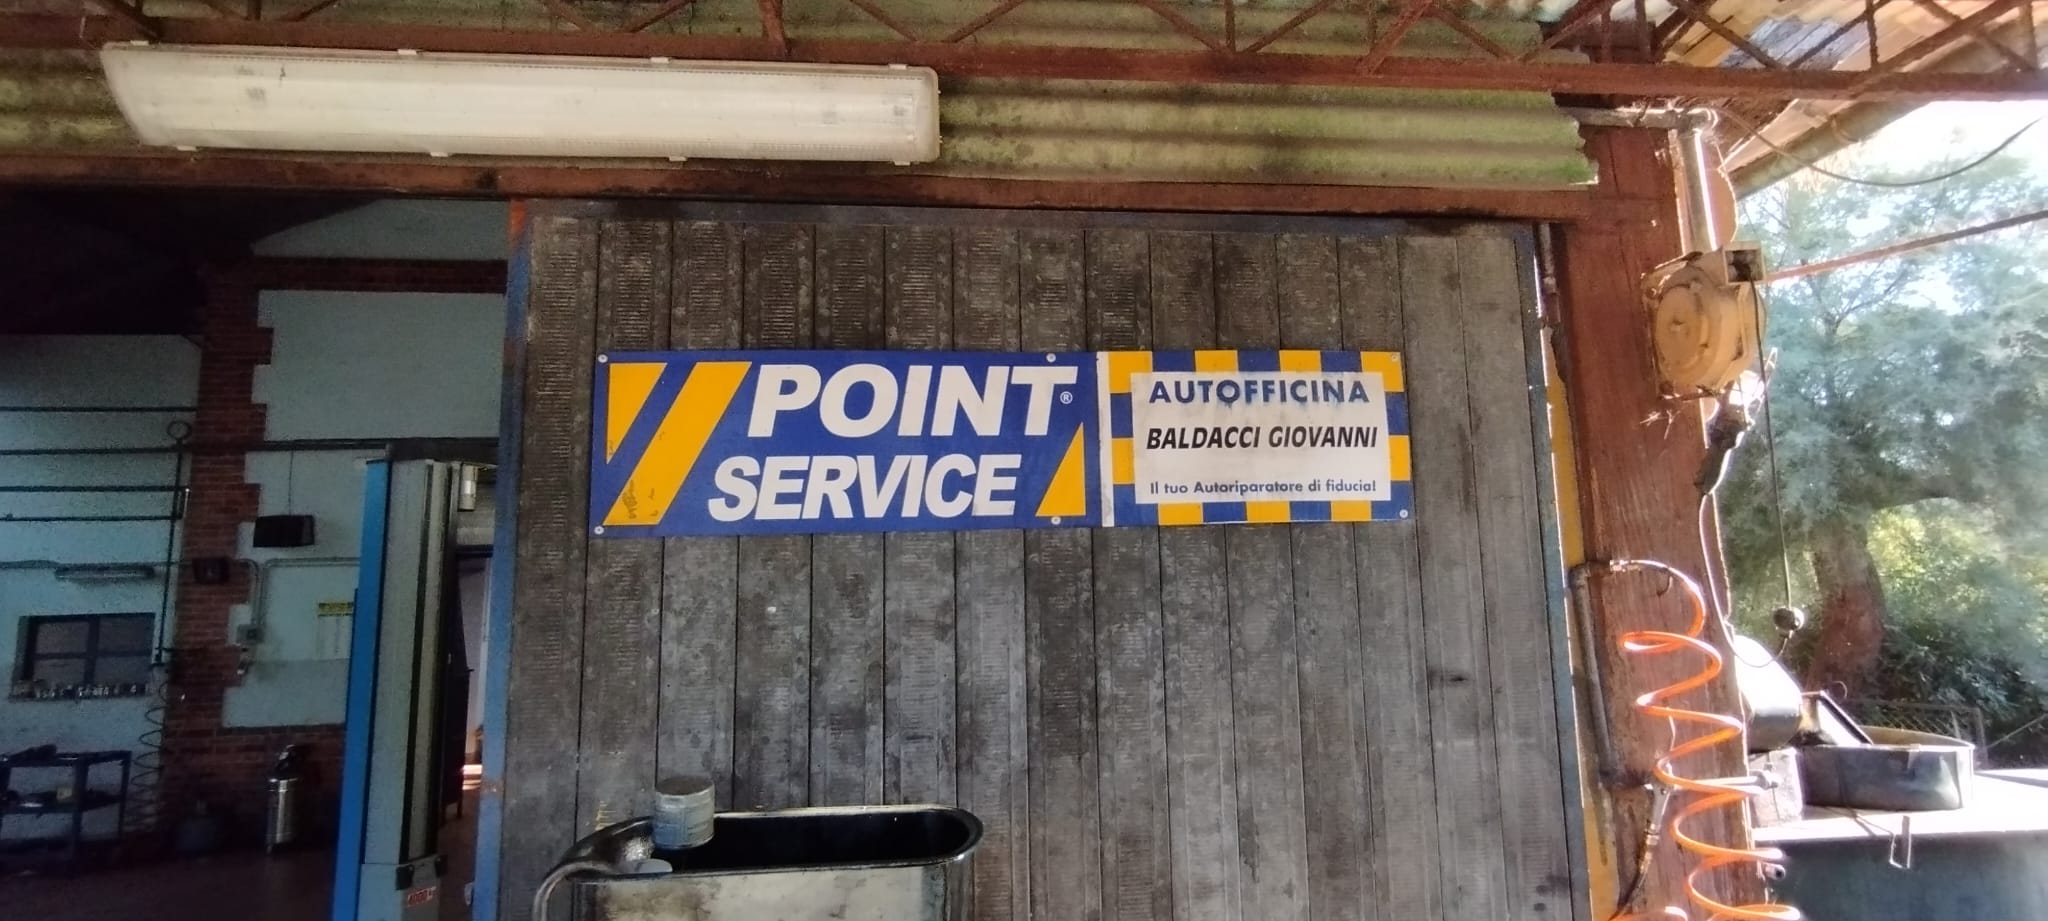 POINT®
SERVICE
AUTOFFICINA
BALDACCI GIOVANNI
Il tuo Autoriparatore di fiducia!